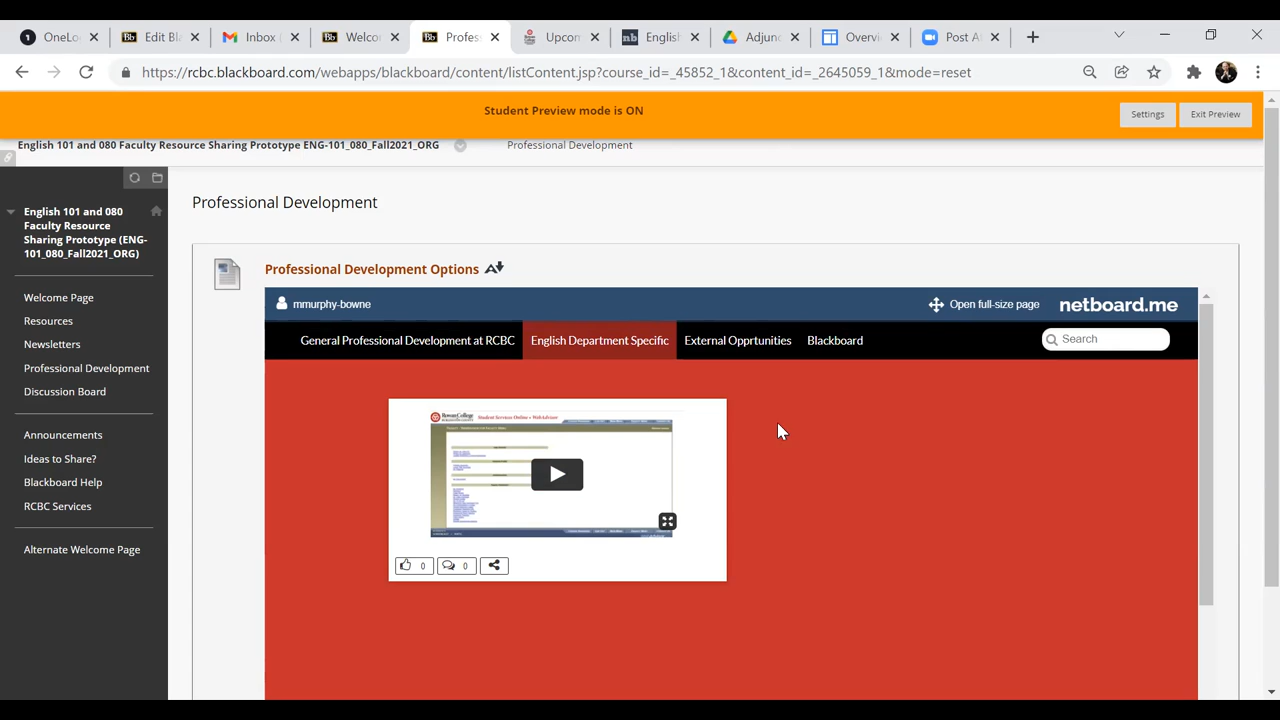 OneLo
Edit Bl
Inbox (
Welco
Profes
Upcom
English
Adjunc
Overvi
Post A
https://rcbc.blackboard.com/webapps/blackboard/content/listContent.jsp?course_id=_45852_1&content_id=_2645059_1&mode=reset
Student Preview mode is ON
Settings
Exit Preview
English 101 and 080 Faculty Resource Sharing Prototype ENG-101_080_Fall2021_ORG
Professional Development
English 101 and 080
Faculty Resource
Sharing Prototype (ENG-
101_080_Fall2021_ORG)
Welcome Page
Resources
Newsletters
Professional Development
Discussion Board
Announcements
Ideas to Share?
Blackboard Help
RCBC Services
Alternate Welcome Page
Professional Development
Professional Development Options
mmurphy-bowne
Open full-size page
netboard.me
General Professional Development at RCBC
English Department Specific
External Opprtunities
Blackboard
Search
Rowan College
Student Services Online • WebAdvisor
0
0